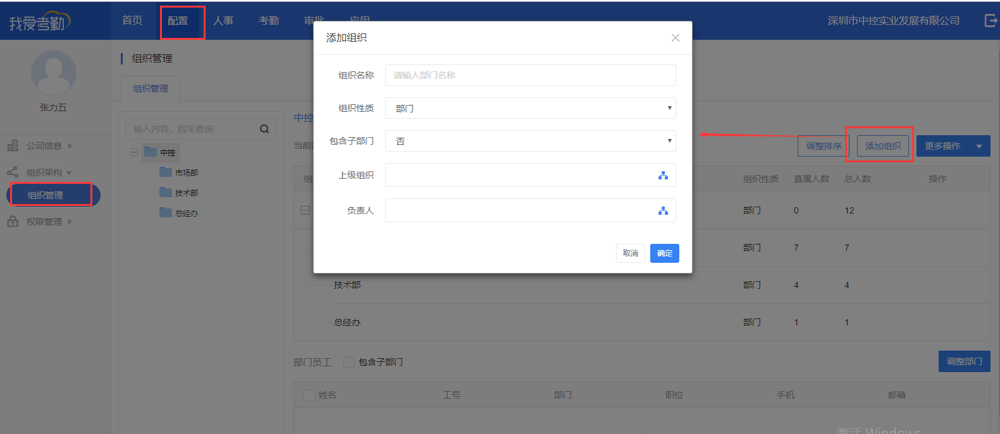 我爱考勤
首页 配置 人事 考勤 审批 应用 深圳市中控实业发展有限公司
张力五
公司信息
组织架构
组织管理
权限管理
组织管理
组织管理
输入内容，回车查询
中控
市场部
技术部
总经办
添加组织
组织名称 请输入部门名称
组织性质 部门
包含子部门 否
上级组织
负责人
取消 确定
中控
当前
调整排序 添加组织 更多操作
组 组织性质 直属人数 总人数 操作
部门 0 12
部门 7 7
技术部 部门 4 4
总经办 部门 1 1
部门员工 包含子部门 调整部门
姓名 工号 部门 职位 手机 邮箱
激活 Windows